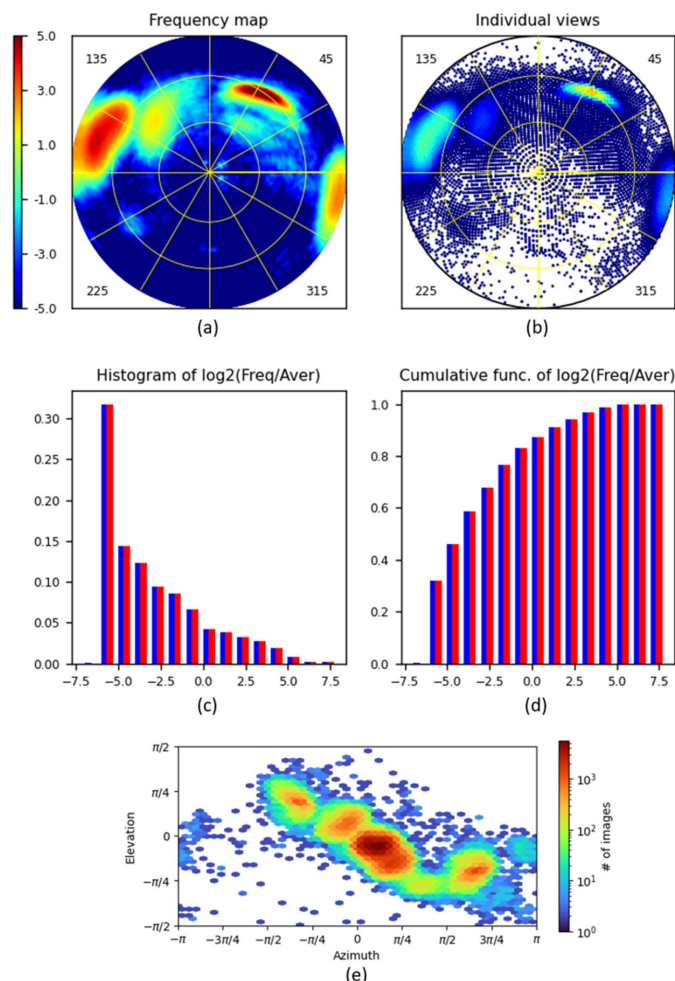 Frequency map
Individual views
5.0
3.0
1.0
-1.0
-3.0
-5.0
135
45
225
315
135
45
225
315
(a)
(b)
Histogram of log2(Freq/Aver)
Cumulative func. of log2(Freq/Aver)
0.30
0.25
0.20
0.15
0.10
0.05
0.00
−7.5
−5.0
−2.5
0.0
2.5
5.0
7.5
1.0
0.8
0.6
0.4
0.2
0.0
−7.5
−5.0
−2.5
0.0
2.5
5.0
7.5
(c)
(d)
π/2
π/4
0
−π/4
−π/2
Elevation
−π
−3π/4
−π/2
−π/4
0
π/4
π/2
3π/4
π
Azimuth
10³
10²
10¹
10⁰
# of images
(e)